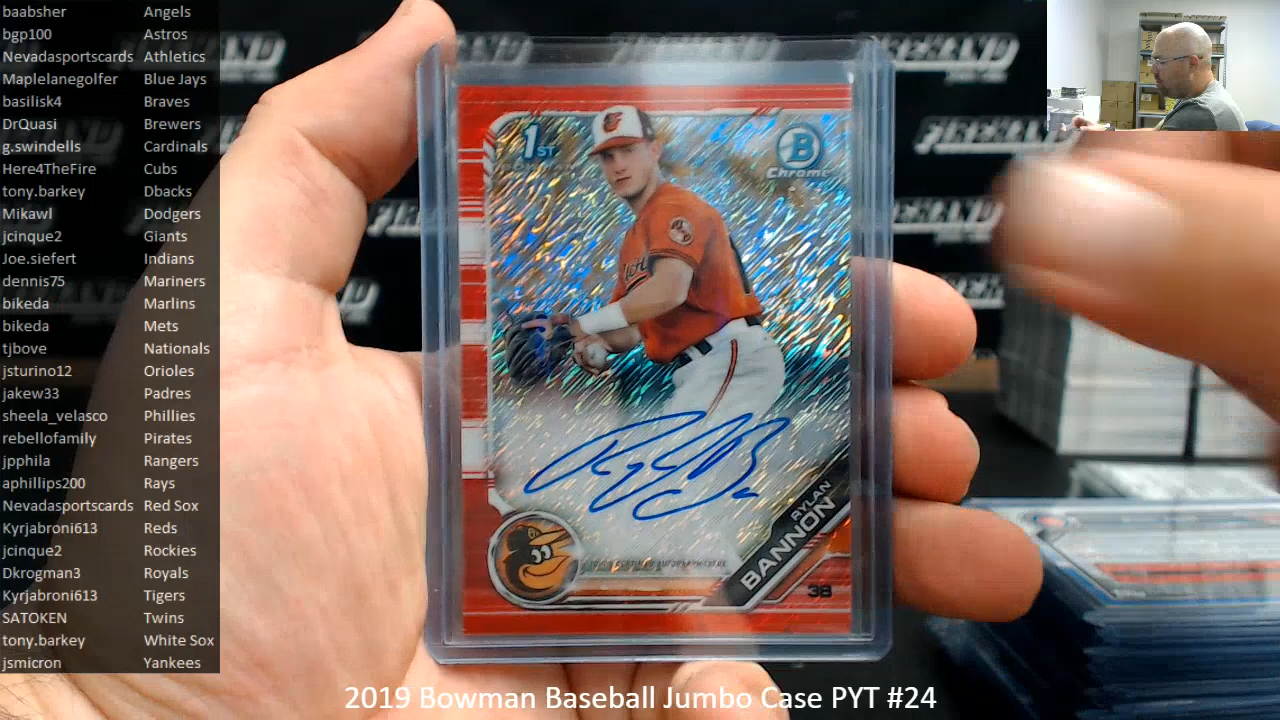 baabsher Angels
bgp100 Astros
Nevadasportscards Athletics
Maplelanegolfer Blue Jays
basilisk4 Braves
DrQuasi Brewers
g.swindells Cardinals
Here4TheFire Cubs
tony.barkey Dbacks
Mikawl Dodgers
jcinque2 Giants
Joe.siefert Indians
dennis75 Mariners
bikeda Marlins
bikeda Mets
tjbove Nationals
jsturino12 Orioles
jakew33 Padres
sheela_velasco Phillies
rebellofamily Pirates
jpphila Rangers
aphillips200 Rays
Nevadasportscards Red Sox
Kyrjabroni613 Reds
jcinque2 Rockies
Dkrogman3 Royals
Kyrjabroni613 Tigers
SATOKEN Twins
tony.barkey White Sox
jsmicron Yankees
1ST
B
Chrome
RYLAN
BANNON
3B
2019 Bowman Baseball Jumbo Case PYT #24